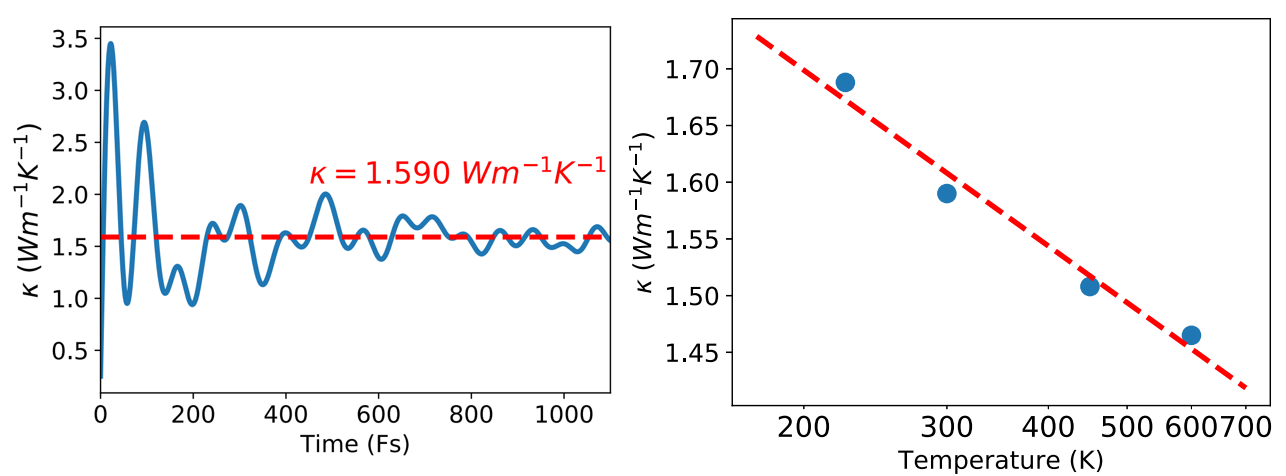 3.5
3.0
2.5
2.0
1.5
1.0
0.5
κ (Wm⁻¹K⁻¹)
κ = 1.590 Wm⁻¹K⁻¹
0 200 400 600 800 1000
Time (Fs)
1.70
1.65
1.60
1.55
1.50
1.45
κ (Wm⁻¹K⁻¹)
200 300 400 500 600 700
Temperature (K)